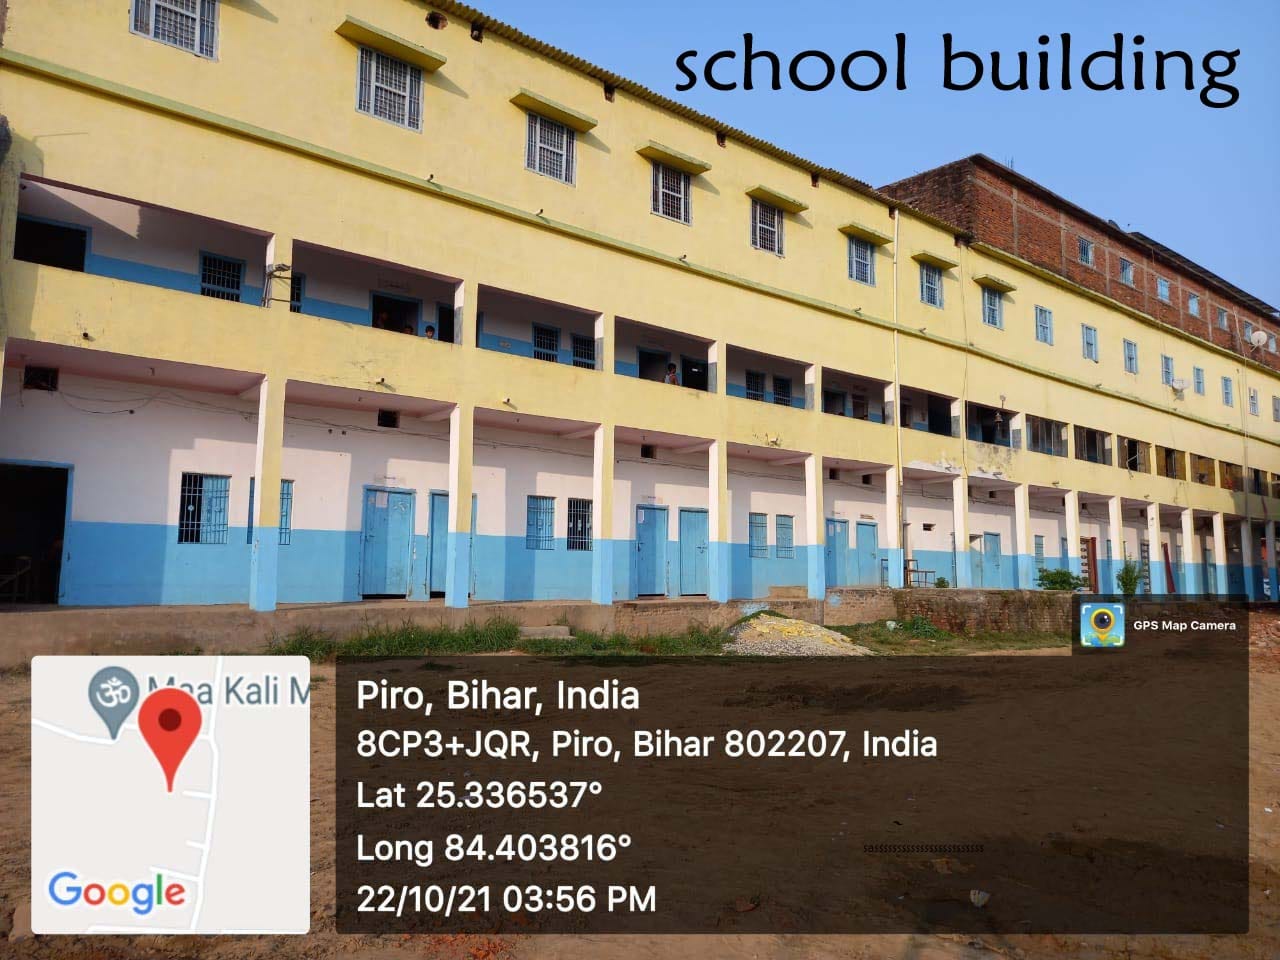 school building
GPS Map Camera
Maa Kali M
Google
Piro, Bihar, India
8CP3+JQR, Piro, Bihar 802207, India
Lat 25.336537°
Long 84.403816°
22/10/21 03:56 PM